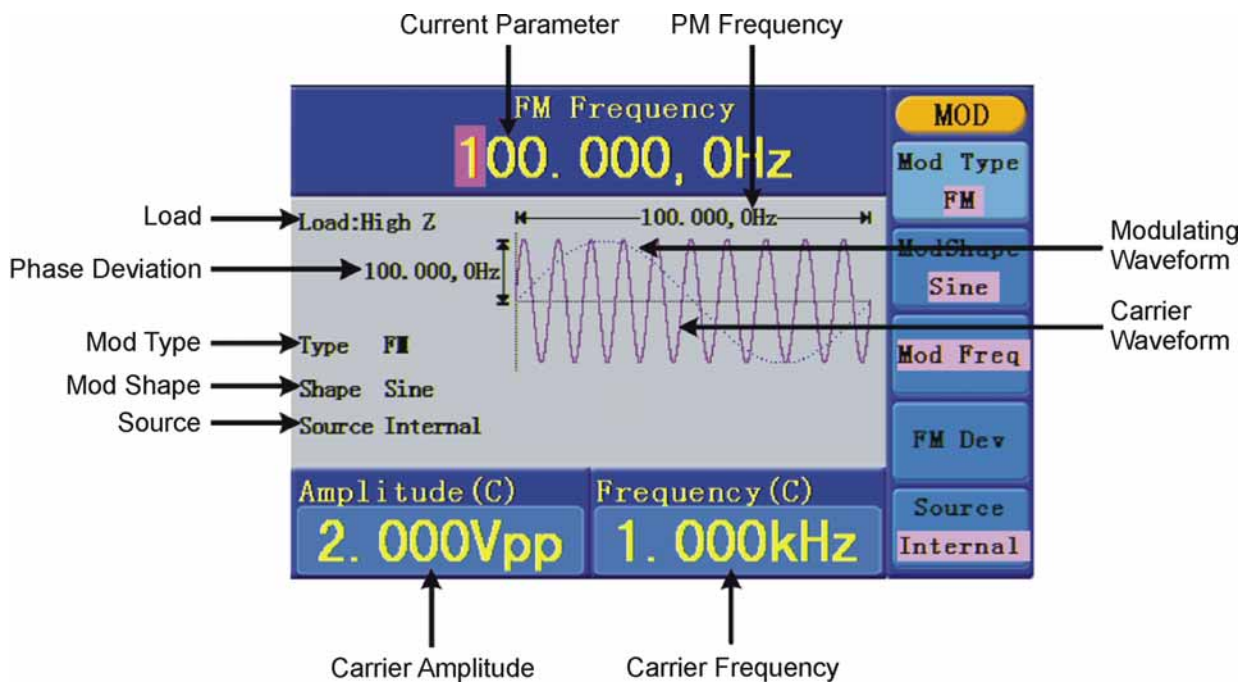 Current Parameter
PM Frequency
FM Frequency
100.000,0Hz
MOD
Mod Type
FM
ModShape
Sine
Mod Freq
FM Dev
Source
Internal
Load
Load:High Z
100.000,0Hz
Phase Deviation
100.000,0Hz
Modulating
Waveform
Carrier
Waveform
Mod Type
Type FM
Mod Shape
Shape Sine
Source
Source Internal
Amplitude(C)
2.000Vpp
Frequency(C)
1.000kHz
Carrier Amplitude
Carrier Frequency